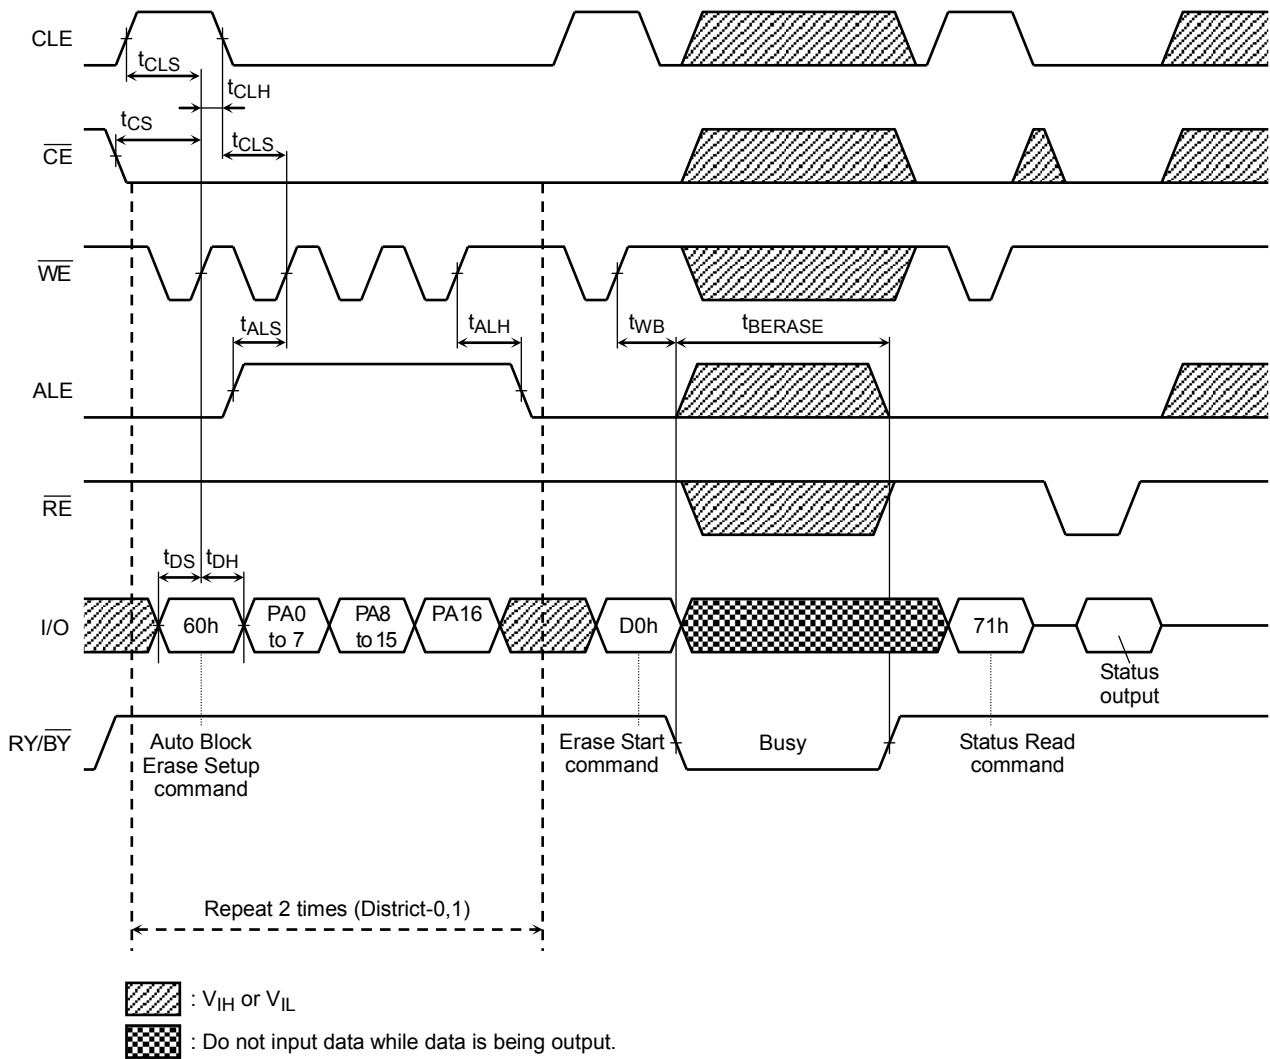 CLE
tCLS
tCLH
tCS
tCLS
CE
WE
tALS
tALH
tWB
tBERASE
ALE
RE
tDS
tDH
I/O
60h
PA0
to 7
PA8
to 15
PA16
D0h
71h
Status
output
RY/BY
Auto Block
Erase Setup
command
Erase Start
command
Busy
Status Read
command
Repeat 2 times (District-0,1)
: VIH or VIL
: Do not input data while data is being output.